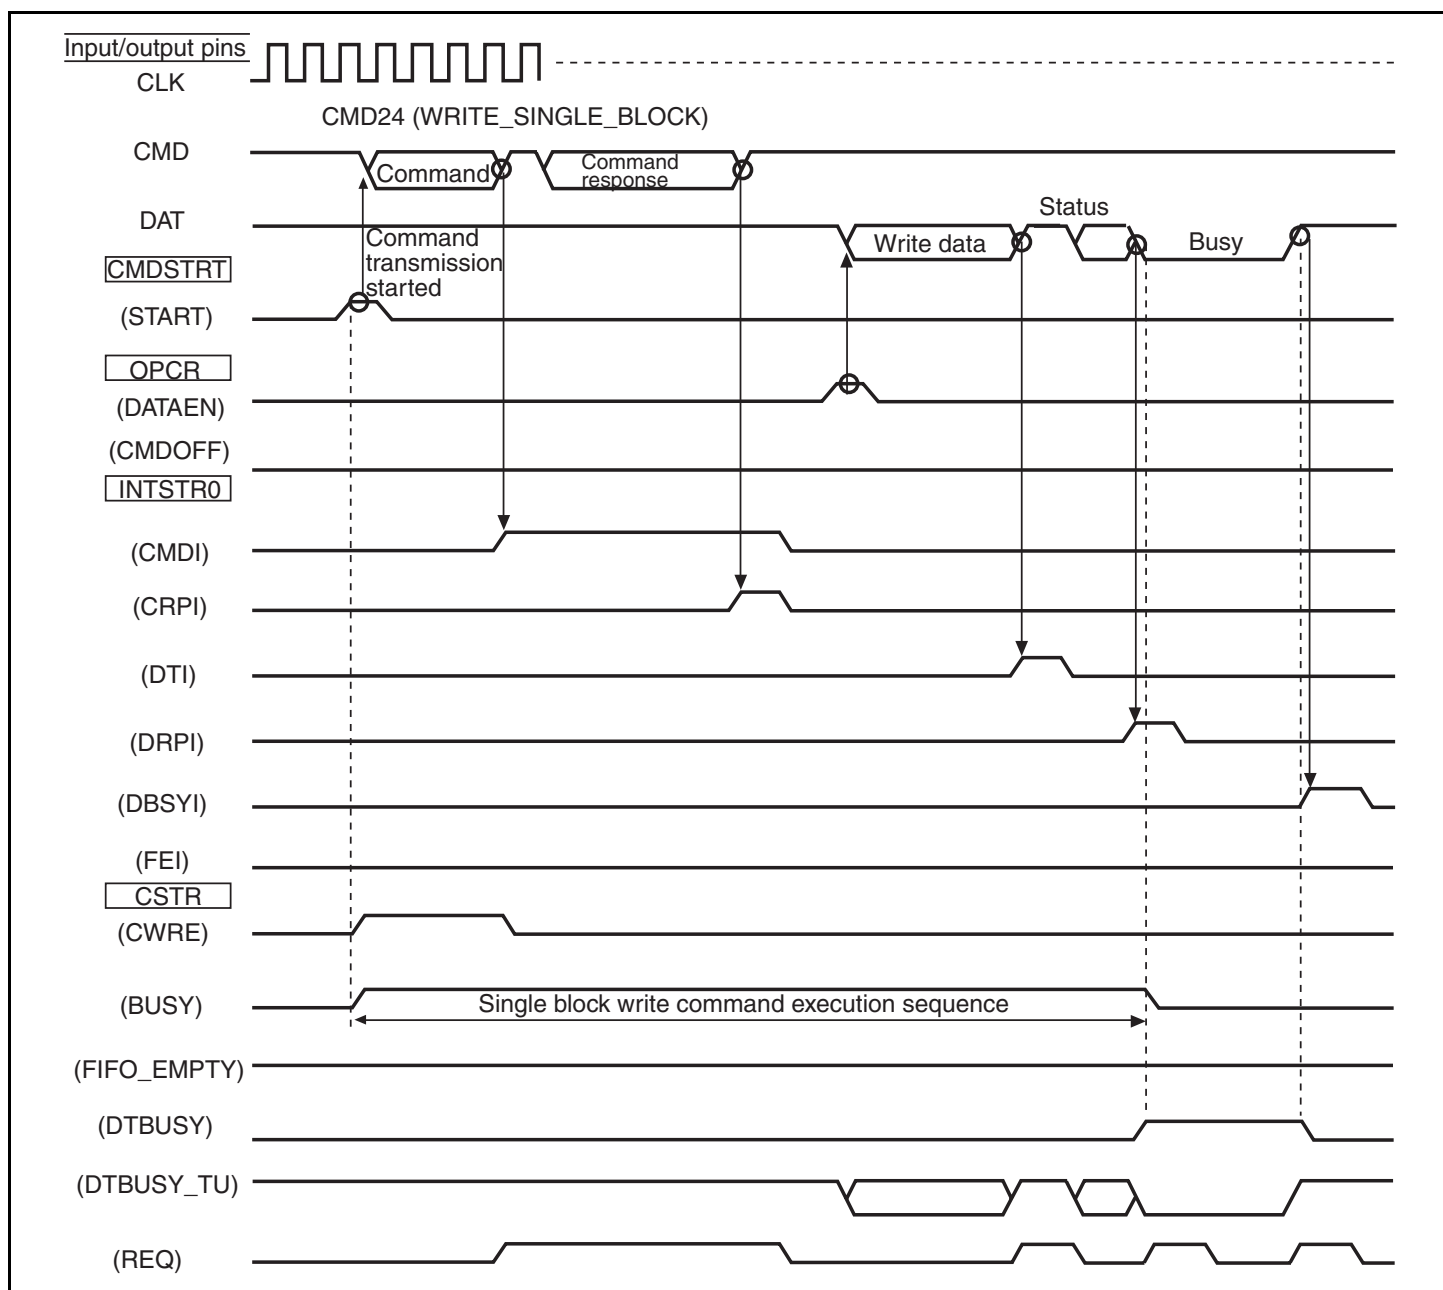 Input/output pins
CLK
CMD24 (WRITE_SINGLE_BLOCK)
CMD
Command
Command
response
DAT
Status
Write data
Busy
Command
transmission
started
CMDSTRT
(START)
OPCR
(DATAEN)
(CMDOFF)
INTSTR0
(CMDI)
(CRPI)
(DTI)
(DRPI)
(DBSYI)
(FEI)
CSTR
(CWRE)
(BUSY)
Single block write command execution sequence
(FIFO_EMPTY)
(DTBUSY)
(DTBUSY_TU)
(REQ)